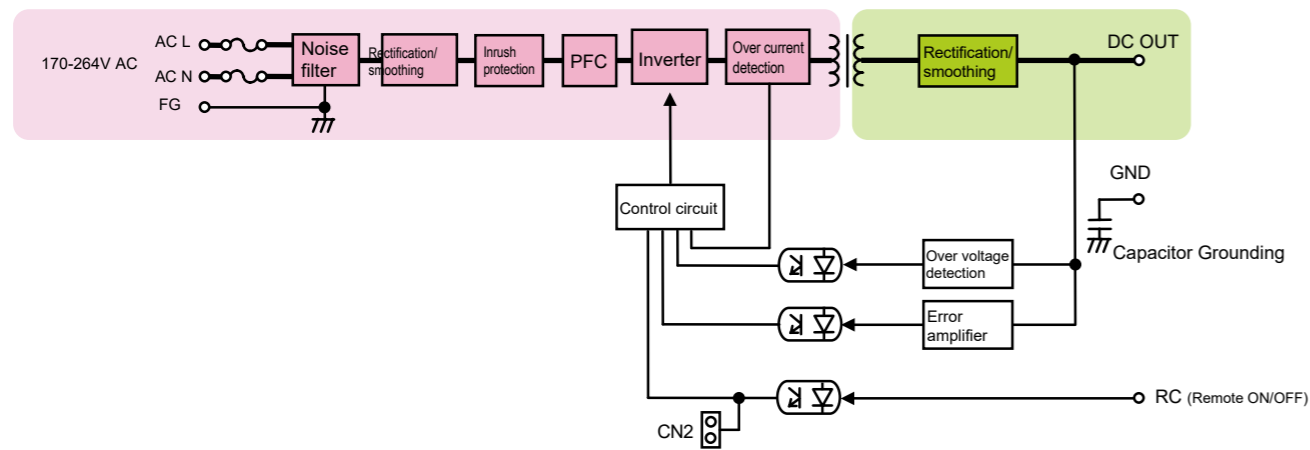 170-264V AC
AC L
AC N
FG
Noise
filter
Rectification/
smoothing
Inrush
protection
PFC
Inverter
Over current
detection
Rectification/
smoothing
DC OUT
GND
Capacitor Grounding
Control circuit
Over voltage
detection
Error
amplifier
RC (Remote ON/OFF)
CN2